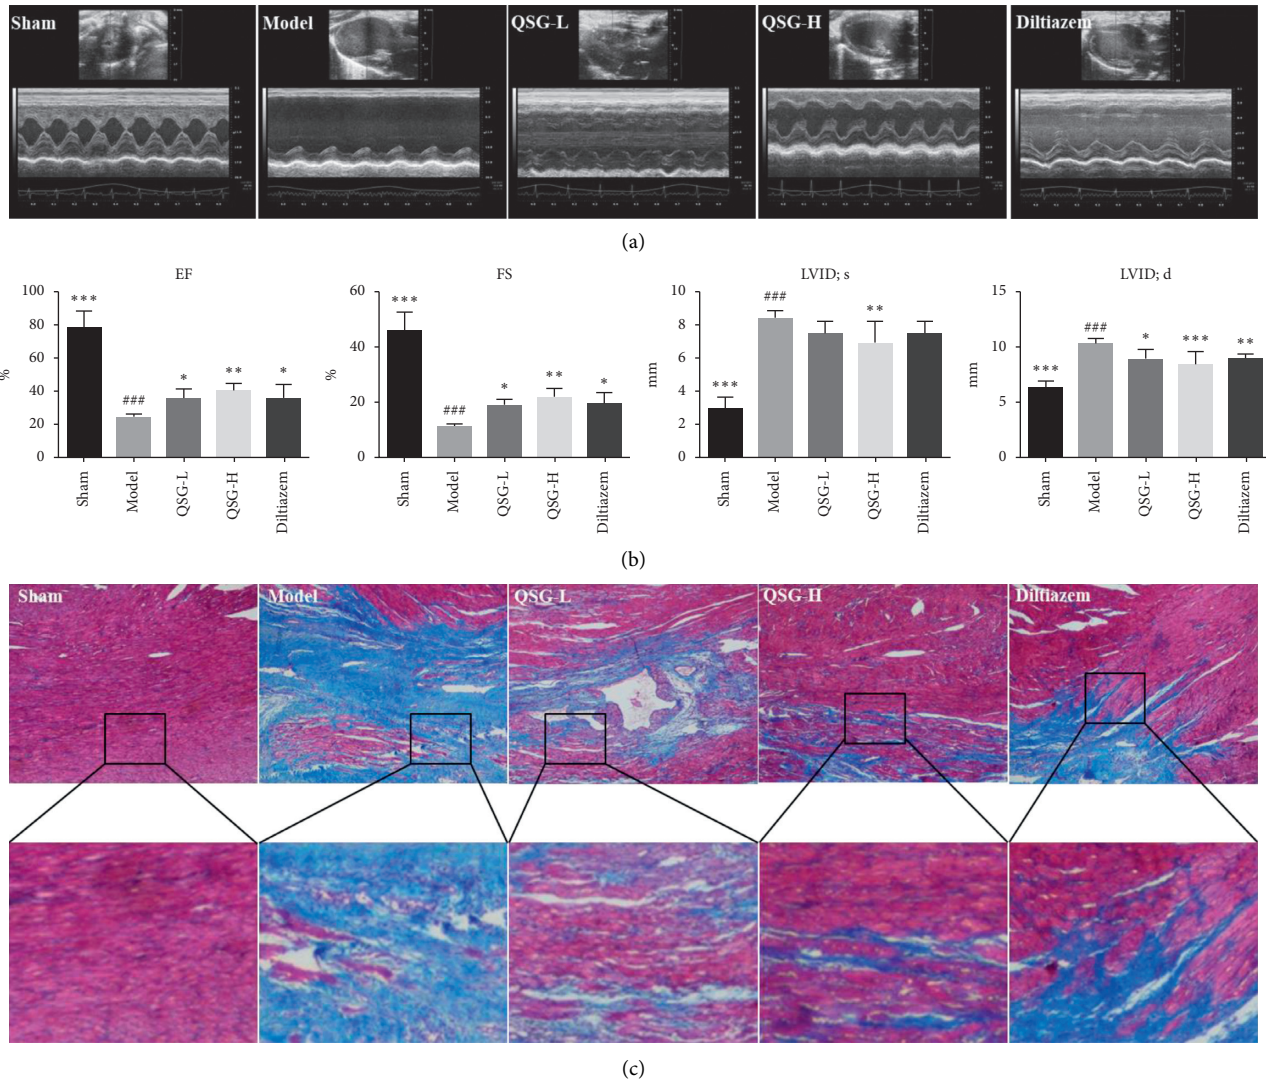 Sham Model QSG-L QSG-H Diltiazem
(a)
EF FS LVID; s LVID; d
100 80 60 40 20 0
%
*** ### * ** *
Sham Model QSG-L QSG-H Diltiazem
60 40 20 0
%
*** ### * ** *
Sham Model QSG-L QSG-H Diltiazem
10 8 6 4 2 0
mm
*** ### **
Sham Model QSG-L QSG-H Diltiazem
15 10 5 0
mm
*** ### * *** **
Sham Model QSG-L QSG-H Diltiazem
(b)
Sham Model QSG-L QSG-H Diltiazem
(c)